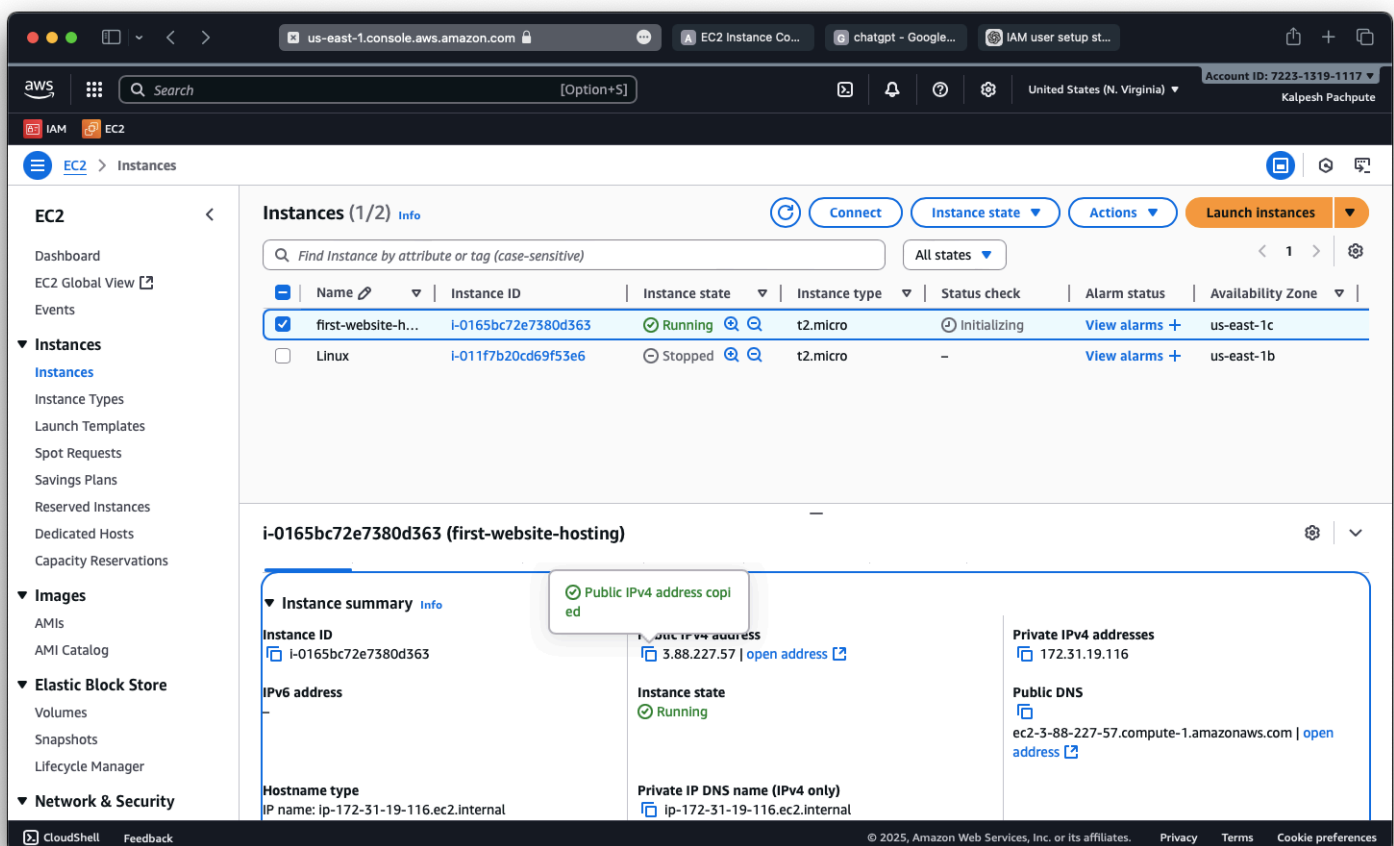 us-east-1.console.aws.amazon.com
EC2 Instance Co...
chatgpt - Google...
IAM user setup st...
aws
Search
[Option+S]
United States (N. Virginia)
Account ID: 7223-1319-1117
Kalpesh Pachpute
IAM
EC2
EC2 > Instances
EC2
Dashboard
EC2 Global View
Events
Instances
Instances
Instance Types
Launch Templates
Spot Requests
Savings Plans
Reserved Instances
Dedicated Hosts
Capacity Reservations
Images
AMIs
AMI Catalog
Elastic Block Store
Volumes
Snapshots
Lifecycle Manager
Network & Security
Instances (1/2) Info
Connect
Instance state
Actions
Launch instances
Find Instance by attribute or tag (case-sensitive)
All states
1
Name Instance ID Instance state Instance type Status check Alarm status Availability Zone
first-website-h... i-0165bc72e7380d363 Running t2.micro Initializing View alarms + us-east-1c
Linux i-011f7b20cd69f53e6 Stopped t2.micro – View alarms + us-east-1b
i-0165bc72e7380d363 (first-website-hosting)
Public IPv4 address copi
ed
Instance summary Info
Instance ID
i-0165bc72e7380d363
Public IPv4 address
3.88.227.57 | open address
Private IPv4 addresses
172.31.19.116
IPv6 address
–
Instance state
Running
Public DNS
ec2-3-88-227-57.compute-1.amazonaws.com | open
address
Hostname type
IP name: ip-172-31-19-116.ec2.internal
Private IP DNS name (IPv4 only)
ip-172-31-19-116.ec2.internal
CloudShell
Feedback
© 2025, Amazon Web Services, Inc. or its affiliates.
Privacy
Terms
Cookie preferences